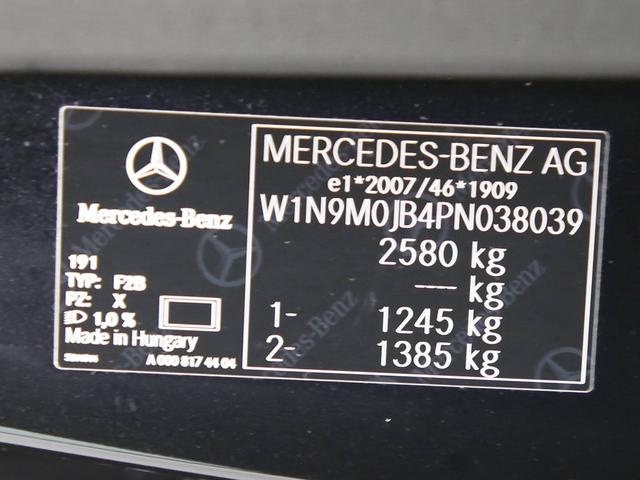 Mercedes-Benz
191
TYP: F2B
PZ: X
1,0 %
Made in Hungary
A 000 817 44 04
MERCEDES-BENZ AG
e1*2007/46*1909
W1N9M0JB4PN038039
2580 kg
— kg
1- 1245 kg
2- 1385 kg